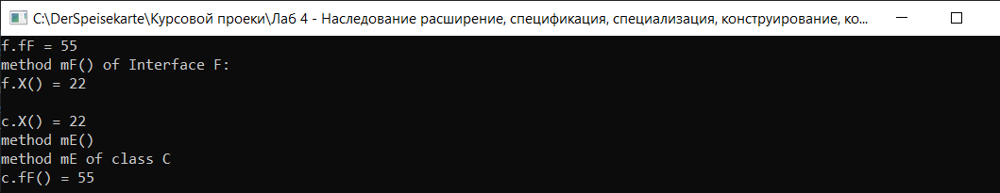 C:\DerSpeisekarte\Курсовой проеки\Лаб 4 - Наследование расширение, спецификация, специализация, конструирование, ко...
f.fF = 55
method mF() of Interface F:
f.X() = 22
c.X() = 22
method mE()
method mE of class C
c.fF() = 55